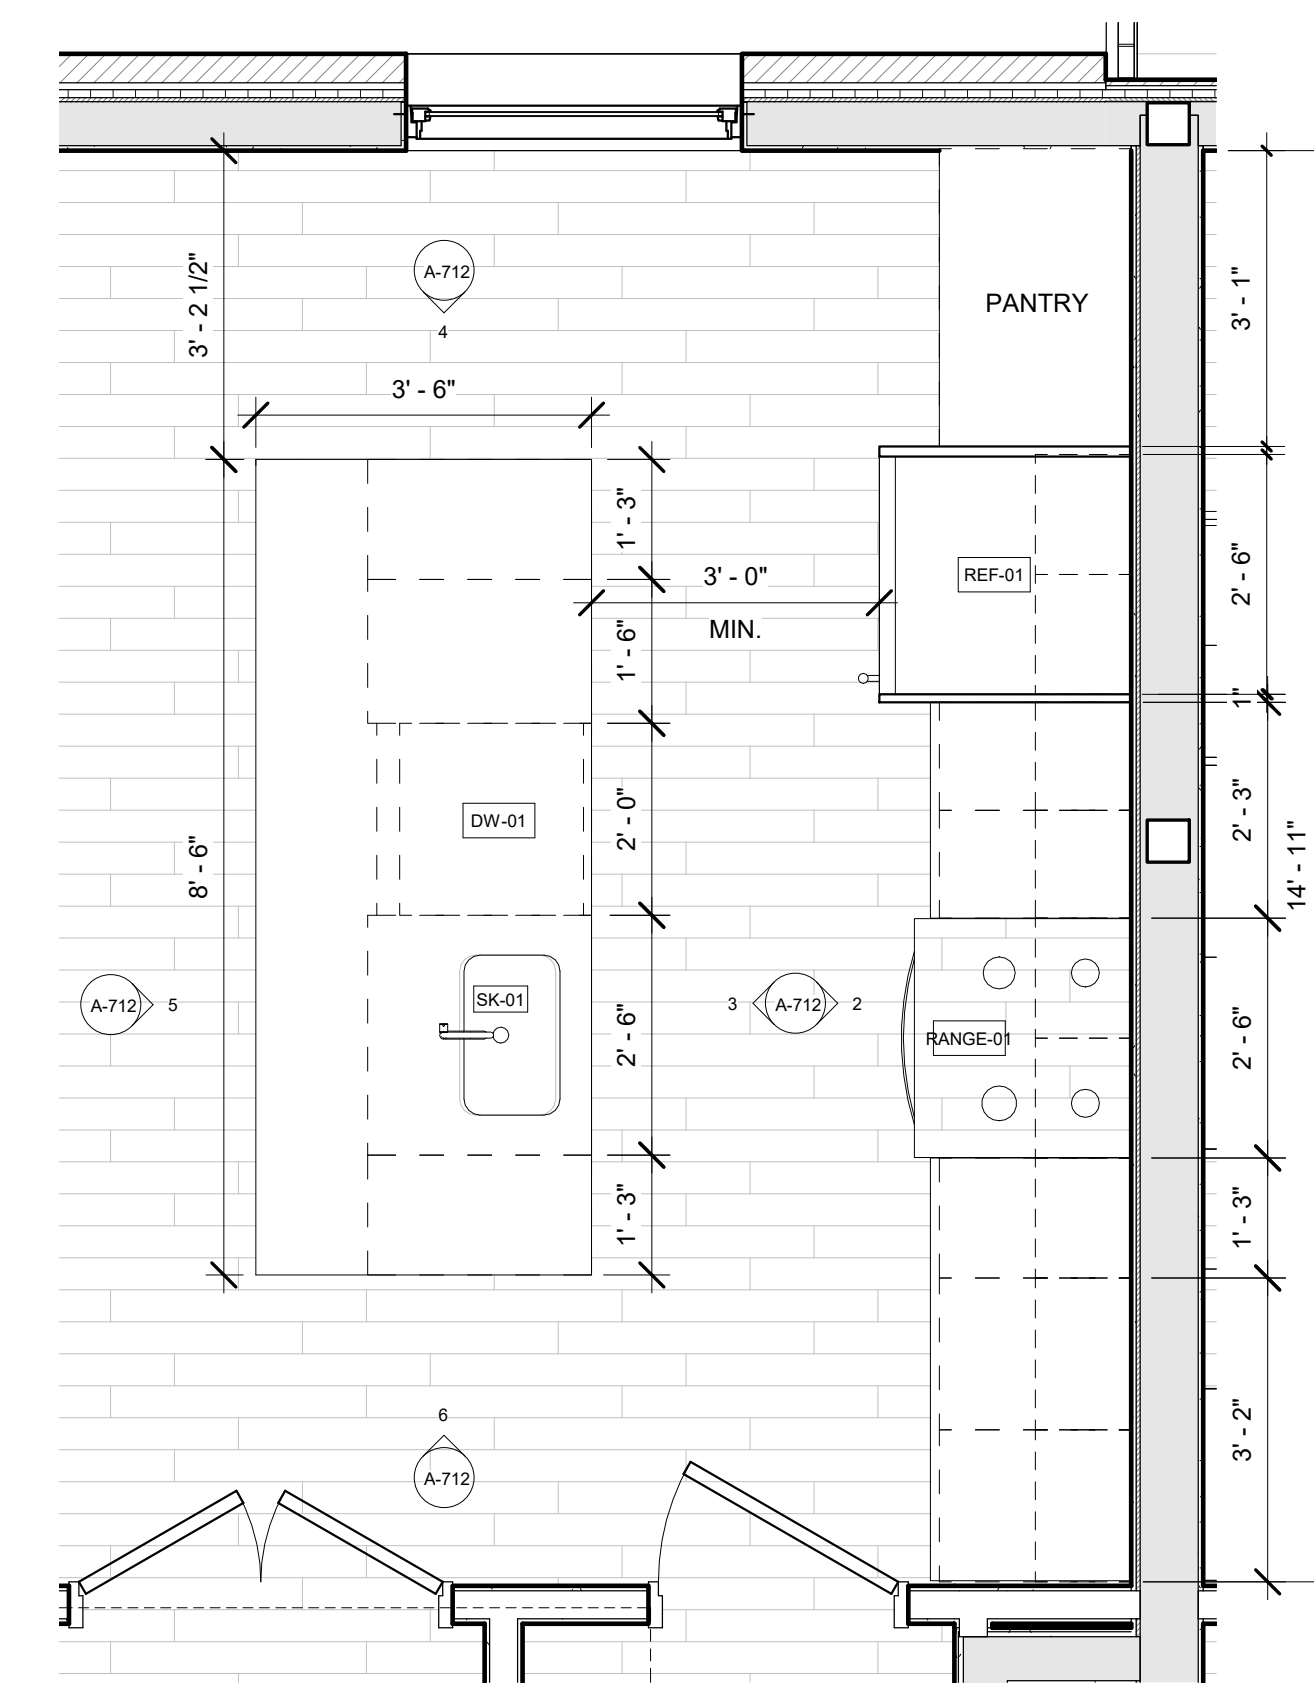 A-712
4
PANTRY
3' - 1"
3' - 2 1/2"
3' - 6"
1' - 3"
3' - 0"
MIN.
REF-01
2' - 6"
1' - 6"
1"
DW-01
2' - 0"
2' - 3"
8' - 6"
14' - 11"
A-712
5
SK-01
2' - 6"
3
A-712
2
RANGE-01
2' - 6"
1' - 3"
1' - 3"
6
A-712
3' - 2"